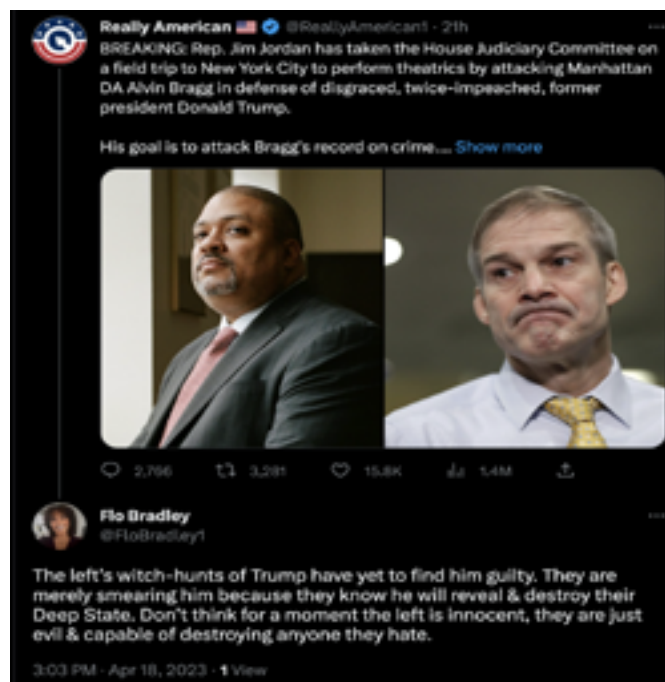 Really American 🇺🇸 @ReallyAmerican1 · 21h
BREAKING: Rep. Jim Jordan has taken the House Judiciary Committee on
a field trip to New York City to perform theatrics by attacking Manhattan
DA Alvin Bragg in defense of disgraced, twice-impeached, former
president Donald Trump.
His goal is to attack Bragg's record on crime.... Show more
2,766 3,281 15.8K 1.4M
Flo Bradley
@FloBradley1
The left's witch-hunts of Trump have yet to find him guilty. They are
merely smearing him because they know he will reveal & destroy their
Deep State. Don't think for a moment the left is innocent, they are just
evil & capable of destroying anyone they hate.
3:03 PM · Apr 18, 2023 · 1 View